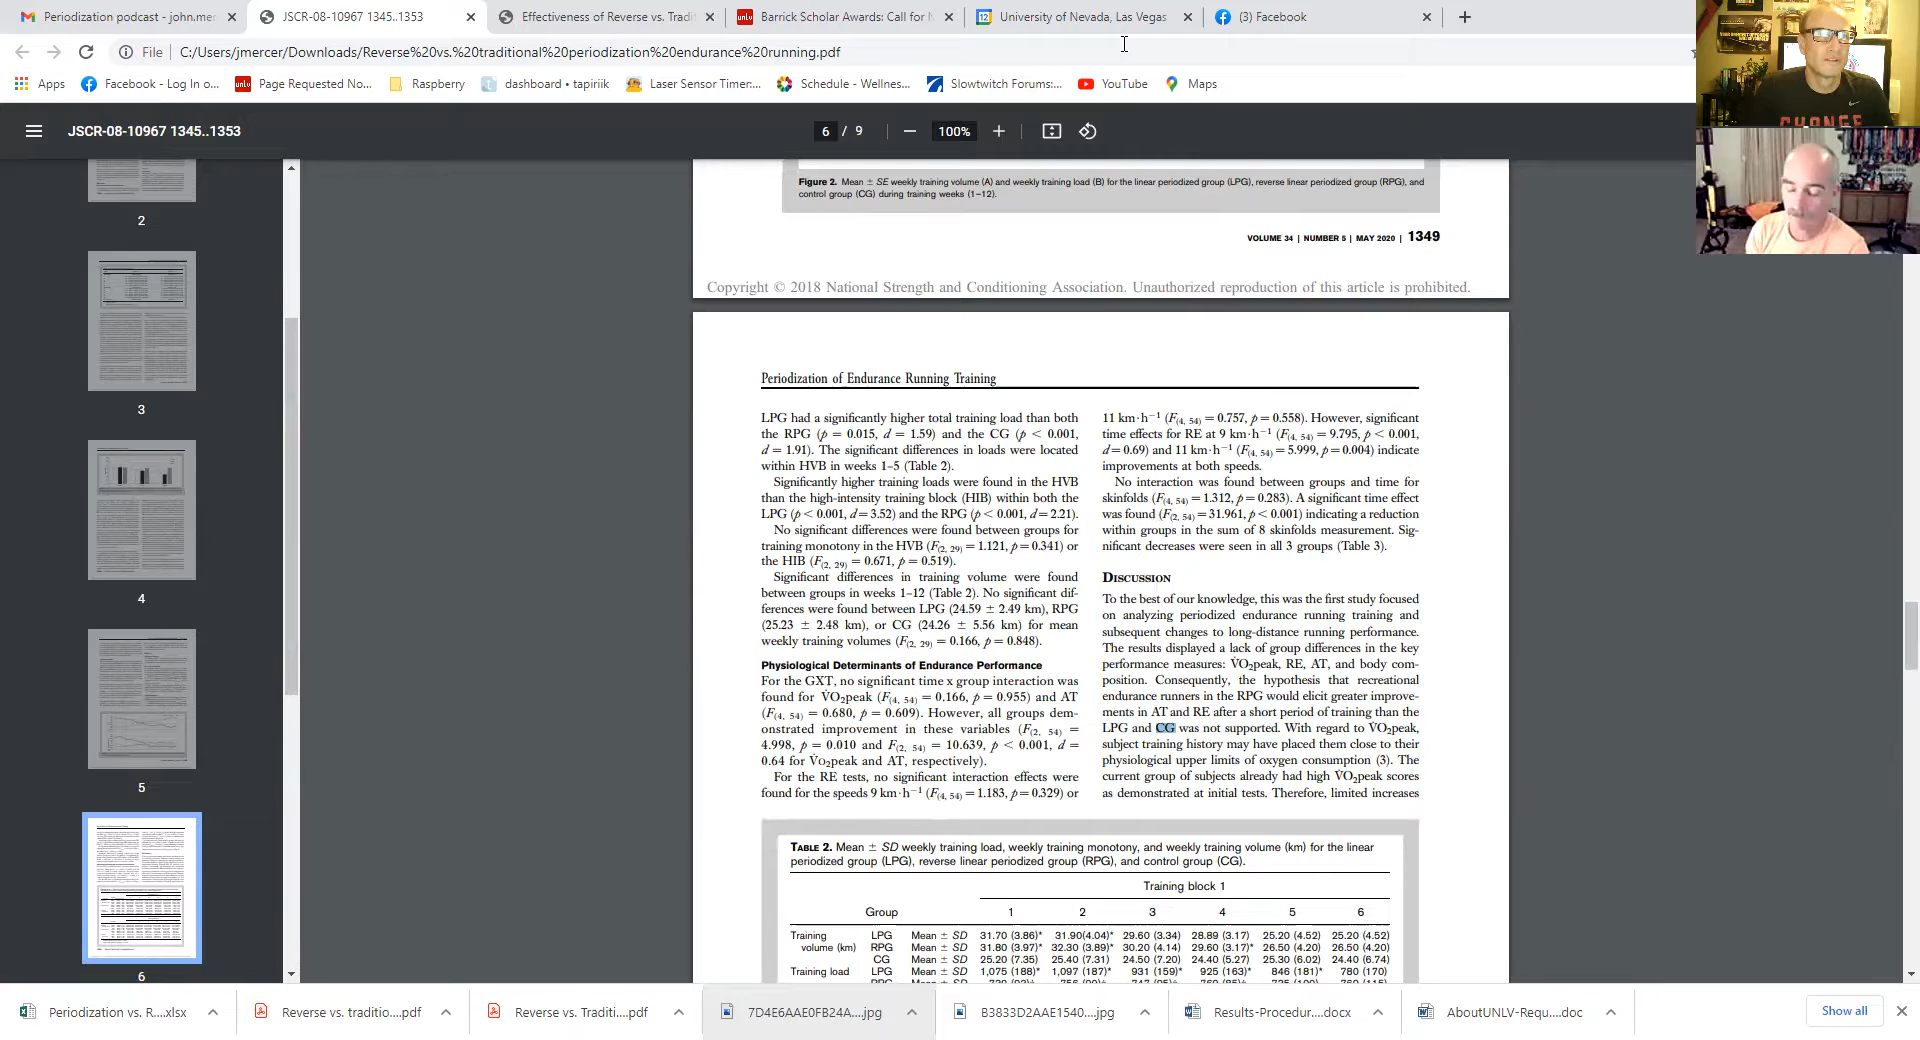 Periodization podcast - john.mer
JSCR-08-10967 1345..1353
Effectiveness of Reverse vs. Tradi
Barrick Scholar Awards: Call for N
University of Nevada, Las Vegas
(3) Facebook
File
C:/Users/jmercer/Downloads/Reverse%20vs.%20traditional%20periodization%20endurance%20running.pdf
Apps
Facebook - Log In o...
Page Requested No...
Raspberry
dashboard • tapiriik
Laser Sensor Timer:...
Schedule - Wellnes...
Slowtwitch Forums:...
YouTube
Maps
JSCR-08-10967 1345..1353
6 / 9
100%
CHANGE
2
3
4
5
6
Figure 2. Mean ± SE weekly training volume (A) and weekly training load (B) for the linear periodized group (LPG), reverse linear periodized group (RPG), and
control group (CG) during training weeks (1–12).
VOLUME 34 | NUMBER 5 | MAY 2020 | 1349
Copyright © 2018 National Strength and Conditioning Association. Unauthorized reproduction of this article is prohibited.
Periodization of Endurance Running Training
LPG had a significantly higher total training load than both
the RPG (p = 0.015, d = 1.59) and the CG (p < 0.001,
d = 1.91). The significant differences in loads were located
within HVB in weeks 1–5 (Table 2).
Significantly higher training loads were found in the HVB
than the high-intensity training block (HIB) within both the
LPG (p < 0.001, d = 3.52) and the RPG (p < 0.001, d = 2.21).
No significant differences were found between groups for
training monotony in the HVB (F(2, 29) = 1.121, p = 0.341) or
the HIB (F(2, 29) = 0.671, p = 0.519).
Significant differences in training volume were found
between groups in weeks 1–12 (Table 2). No significant dif-
ferences were found between LPG (24.59 ± 2.49 km), RPG
(25.23 ± 2.48 km), or CG (24.26 ± 5.56 km) for mean
weekly training volumes (F(2, 29) = 0.166, p = 0.848).
Physiological Determinants of Endurance Performance
For the GXT, no significant time x group interaction was
found for V̇O2peak (F(4, 54) = 0.166, p = 0.955) and AT
(F(4, 54) = 0.680, p = 0.609). However, all groups dem-
onstrated improvement in these variables (F(2, 54) =
4.998, p = 0.010 and F(2, 54) = 10.639, p < 0.001, d =
0.64 for V̇O2peak and AT, respectively).
For the RE tests, no significant interaction effects were
found for the speeds 9 km·h−1 (F(4, 54) = 1.183, p = 0.329) or
11 km·h−1 (F(4, 54) = 0.757, p = 0.558). However, significant
time effects for RE at 9 km·h−1 (F(4, 54) = 9.795, p < 0.001,
d = 0.69) and 11 km·h−1 (F(4, 54) = 5.999, p = 0.004) indicate
improvements at both speeds.
No interaction was found between groups and time for
skinfolds (F(4, 54) = 1.312, p = 0.283). A significant time effect
was found (F(2, 54) = 31.961, p < 0.001) indicating a reduction
within groups in the sum of 8 skinfolds measurement. Sig-
nificant decreases were seen in all 3 groups (Table 3).
DISCUSSION
To the best of our knowledge, this was the first study focused
on analyzing periodized endurance running training and
subsequent changes to long-distance running performance.
The results displayed a lack of group differences in the key
performance measures: V̇O2peak, RE, AT, and body com-
position. Consequently, the hypothesis that recreational
endurance runners in the RPG would elicit greater improve-
ments in AT and RE after a short period of training than the
LPG and CG was not supported. With regard to V̇O2peak,
subject training history may have placed them close to their
physiological upper limits of oxygen consumption (3). The
current group of subjects already had high V̇O2peak scores
as demonstrated at initial tests. Therefore, limited increases
TABLE 2. Mean ± SD weekly training load, weekly training monotony, and weekly training volume (km) for the linear
periodized group (LPG), reverse linear periodized group (RPG), and control group (CG).
Training block 1
Group 1 2 3 4 5 6
Training LPG Mean ± SD 31.70 (3.86)* 31.90(4.04)* 29.60 (3.34) 28.89 (3.17) 25.20 (4.52) 25.20 (4.52)
volume (km) RPG Mean ± SD 31.80 (3.97)* 32.30 (3.89)* 30.20 (4.14) 29.60 (3.17)* 26.50 (4.20) 26.50 (4.20)
CG Mean ± SD 25.20 (7.35) 25.40 (7.31) 24.50 (7.20) 24.40 (5.27) 25.30 (6.02) 24.40 (6.74)
Training load LPG Mean ± SD 1,075 (188)* 1,097 (187)* 931 (159)* 925 (163)* 846 (181)* 780 (170)
Periodization vs. R....xlsx
Reverse vs. traditio....pdf
Reverse vs. Traditi....pdf
7D4E6AAE0FB24A....jpg
B3833D2AAE1540....jpg
Results-Procedur....docx
AboutUNLV-Requ....doc
Show all